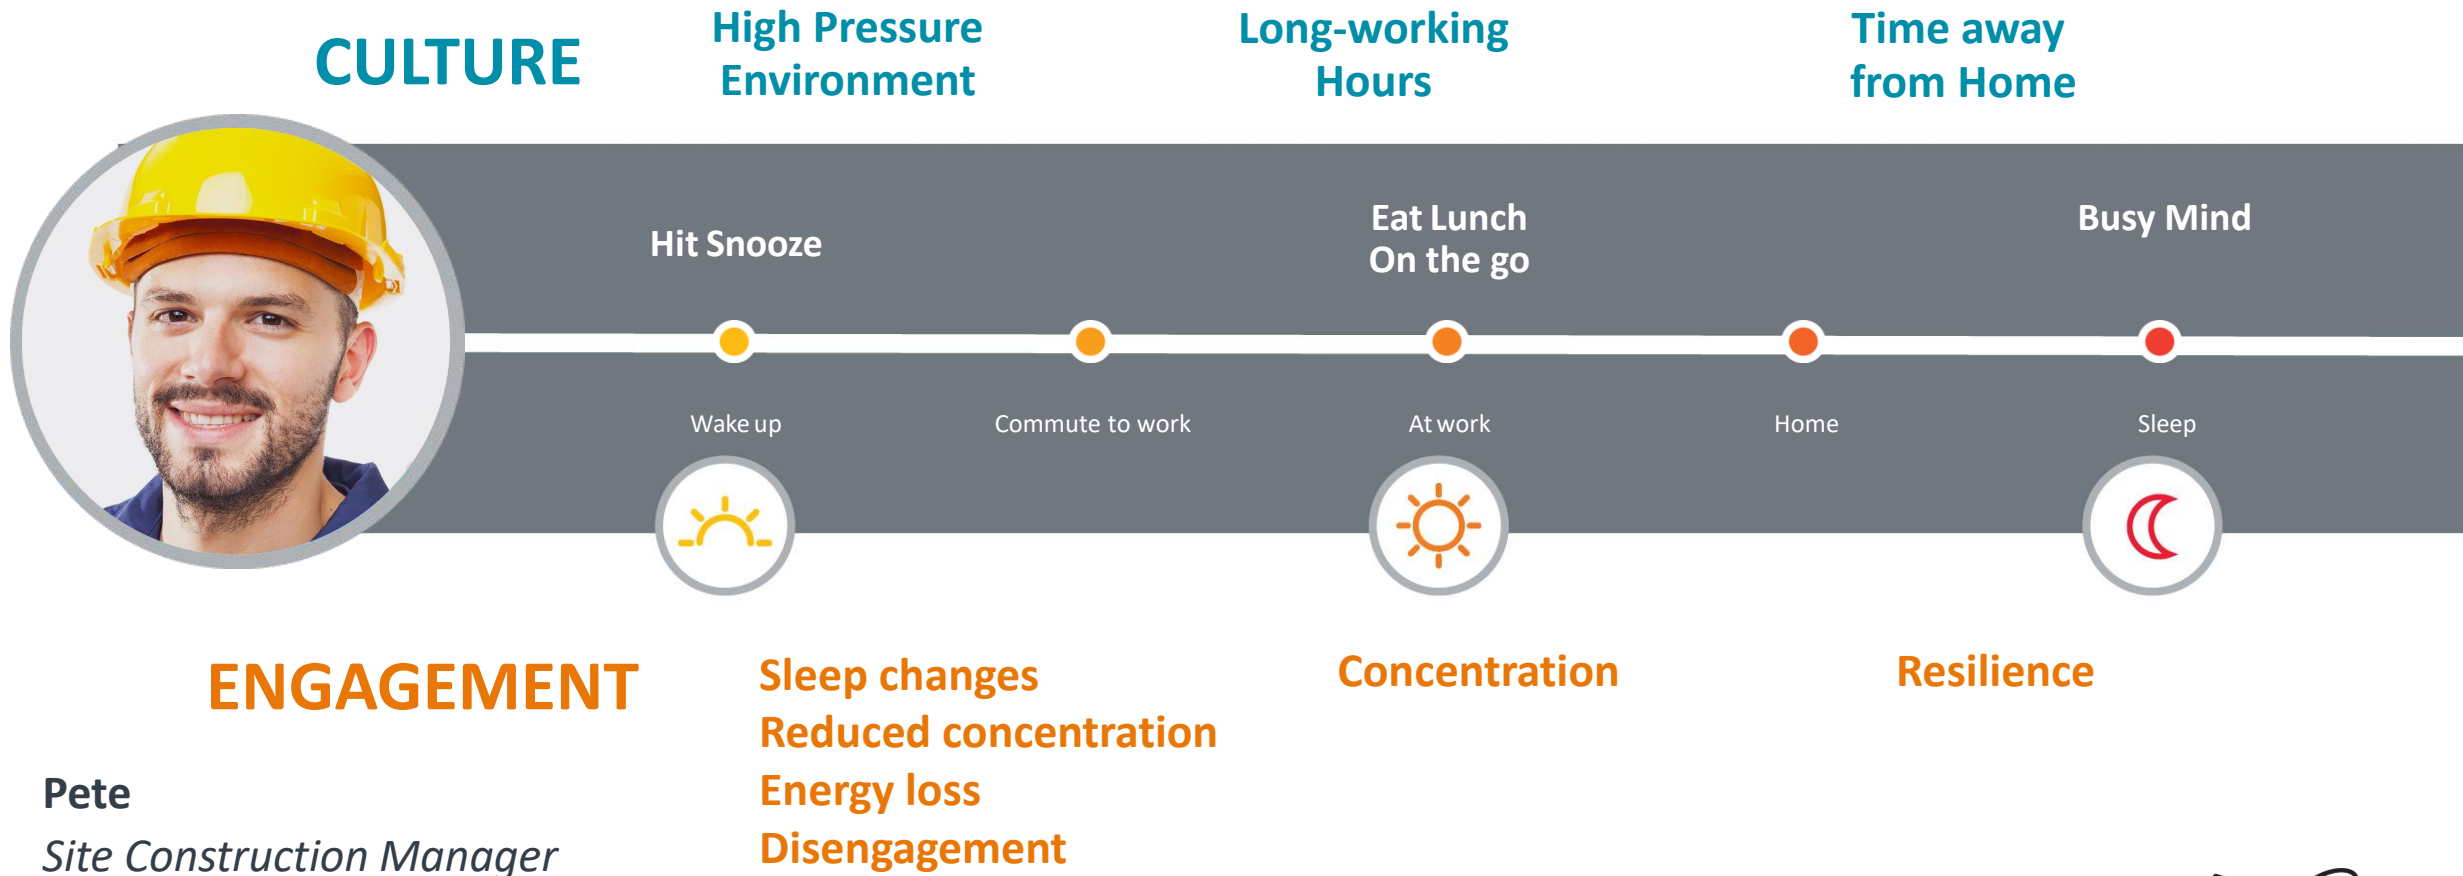 CULTURE
High Pressure
Environment
Long-working
Hours
Time away
from Home
Hit Snooze
Eat Lunch
On the go
Busy Mind
Wake up
Commute to work
At work
Home
Sleep
ENGAGEMENT
Sleep changes
Reduced concentration
Energy loss
Disengagement
Concentration
Resilience
Pete
Site Construction Manager